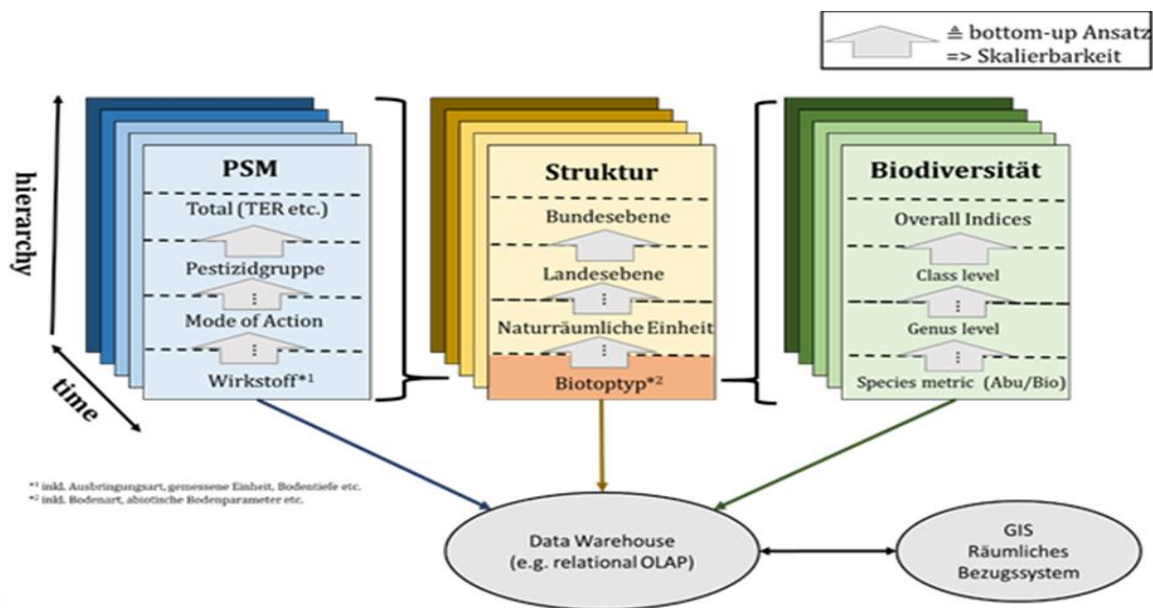 ≙ bottom-up Ansatz
=> Skalierbarkeit
hierarchy
time
PSM
Total (TER etc.)
Pestizidgruppe
Mode of Action
Wirkstoff*1
Struktur
Bundesebene
Landesebene
Naturräumliche Einheit
Biotoptyp*2
Biodiversität
Overall Indices
Class level
Genus level
Species metric (Abu/Bio)
*1 inkl. Ausbringungsart, gemessene Einheit, Bodentiefe etc.
*2 inkl. Bodenart, abiotische Bodenparameter etc.
Data Warehouse
(e.g. relational OLAP)
GIS
Räumliches
Bezugssystem